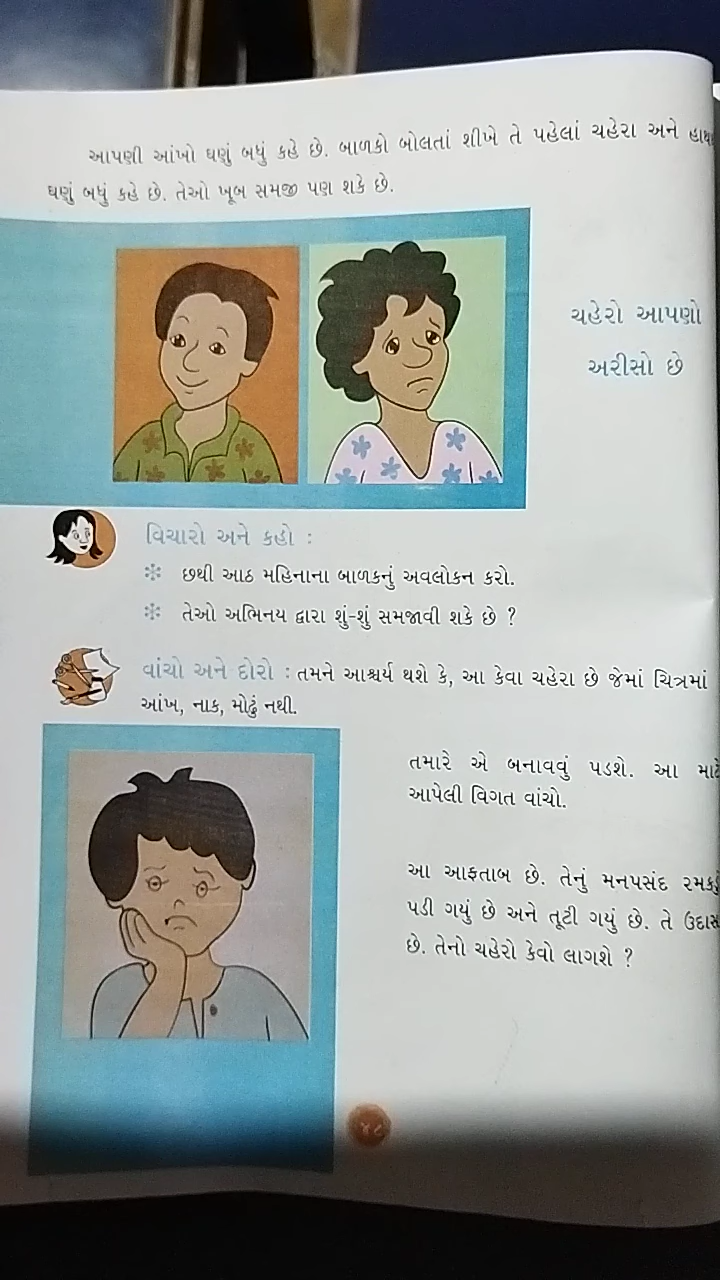 આપણી આંખો ઘણું બધું કહે છે. બાળકો બોલતાં શીખે તે પહેલાં ચહેરા અને
ઘણું બધું કહે છે. તેઓ ખૂબ સમજી પણ શકે છે.
ચહેરો આપણો
અરીસો છે
વિચારો અને કહો :
❇ છથી આઠ મહિનાના બાળકનું અવલોકન કરો.
❇ તેઓ અભિનય દ્વારા શું-શું સમજાવી શકે છે ?
વાંચો અને દોરો : તમને આશ્ચર્ય થશે કે, આ કેવા ચહેરા છે જેમાં ચિત્રમાં
આંખ, નાક, મોઢું નથી.
તમારે એ બનાવવું પડશે. આ માટે
આપેલી વિગત વાંચો.
આ આફતાબ છે. તેનું મનપસંદ
પડી ગયું છે અને તૂટી ગયું છે. તે ઉદાસ
છે. તેનો ચહેરો કેવો લાગશે ?